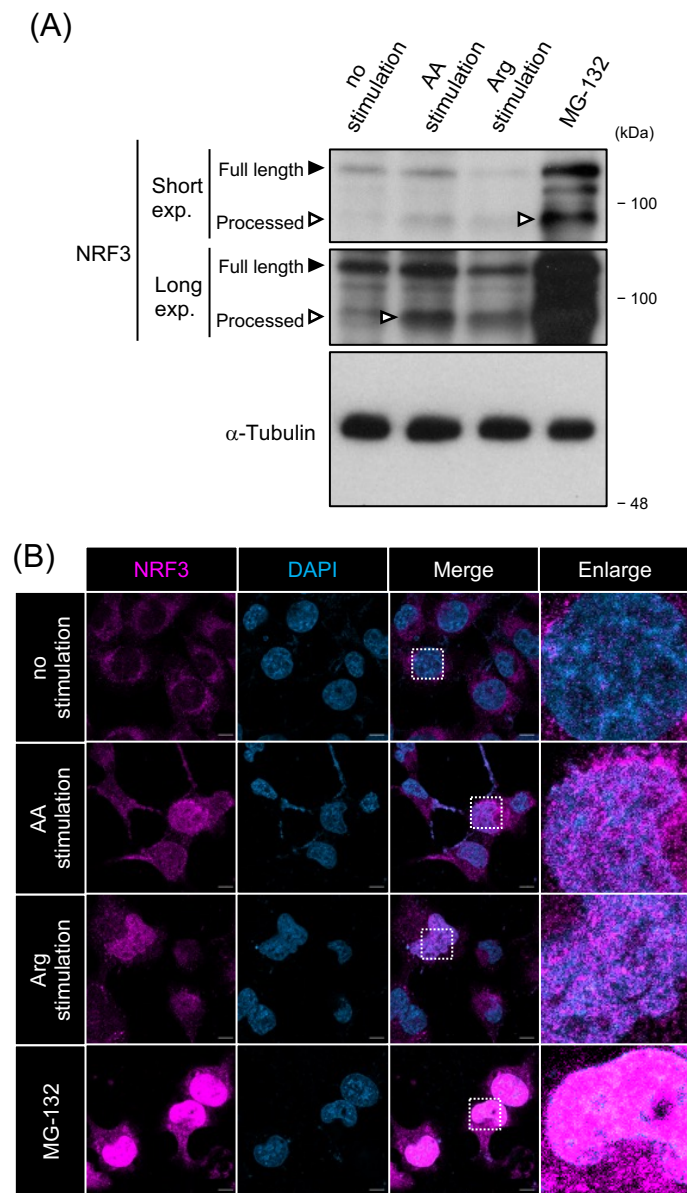 (A)
no
stimulation
AA
stimulation
Arg
stimulation
MG-132
(kDa)
NRF3
Short
exp.
Full length
Processed
− 100
Long
exp.
Full length
Processed
− 100
α-Tubulin
− 48
(B)
NRF3
DAPI
Merge
Enlarge
no
stimulation
AA
stimulation
Arg
stimulation
MG-132